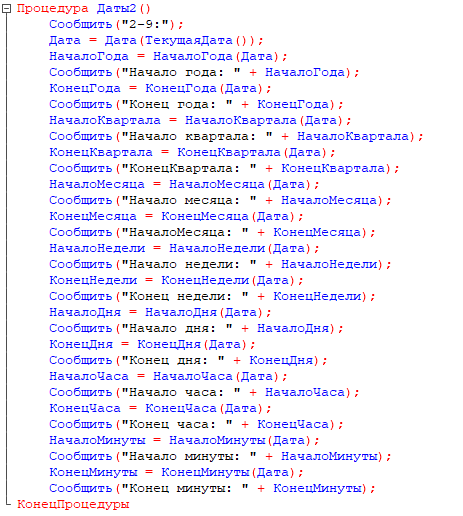 Процедура Даты2()
Сообщить("2-9:");
Дата = Дата(ТекущаяДата());
НачалоГода = НачалоГода(Дата);
Сообщить("Начало года: " + НачалоГода);
КонецГода = КонецГода(Дата);
Сообщить("Конец года: " + КонецГода);
НачалоКвартала = НачалоКвартала(Дата);
Сообщить("Начало квартала: " + НачалоКвартала);
КонецКвартала = КонецКвартала(Дата);
Сообщить("КонецКвартала: " + КонецКвартала);
НачалоМесяца = НачалоМесяца(Дата);
Сообщить("Начало месяца: " + НачалоМесяца);
КонецМесяца = КонецМесяца(Дата);
Сообщить("НачалоМесяца: " + КонецМесяца);
НачалоНедели = НачалоНедели(Дата);
Сообщить("Начало недели: " + НачалоНедели);
КонецНедели = КонецНедели(Дата);
Сообщить("Конец недели: " + КонецНедели);
НачалоДня = НачалоДня(Дата);
Сообщить("Начало дня: " + НачалоДня);
КонецДня = КонецДня(Дата);
Сообщить("Конец дня: " + КонецДня);
НачалоЧаса = НачалоЧаса(Дата);
Сообщить("Начало часа: " + НачалоЧаса);
КонецЧаса = КонецЧаса(Дата);
Сообщить("Конец часа: " + КонецЧаса);
НачалоМинуты = НачалоМинуты(Дата);
Сообщить("Начало минуты: " + НачалоМинуты);
КонецМинуты = КонецМинуты(Дата);
Сообщить("Конец минуты: " + КонецМинуты);
КонецПроцедуры